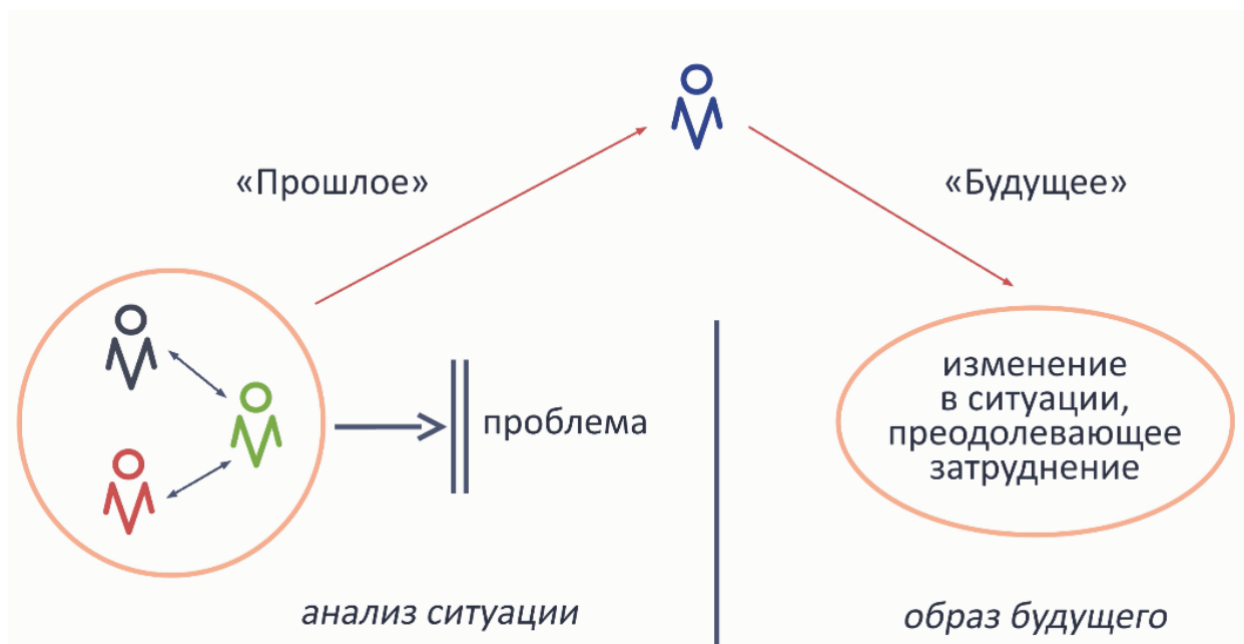 «Прошлое»
«Будущее»
проблема
изменение
в ситуации,
преодолевающее
затруднение
анализ ситуации
образ будущего